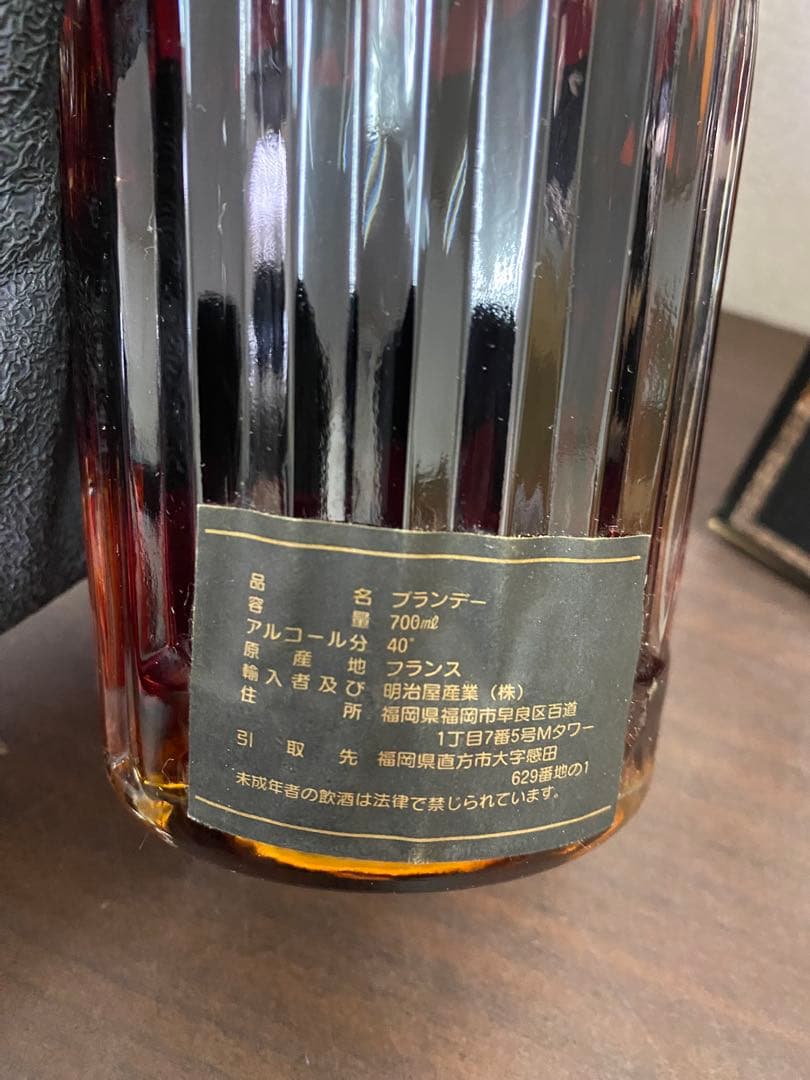 品名 ブランデー
容量 700㎖
アルコール分 40°
原産地 フランス
輸入者及び 明治屋産業(株)
住所 福岡県福岡市早良区百道
1丁目7番5号Mタワー
引取先 福岡県直方市大字感田
629番地の1
未成年者の飲酒は法律で禁じられています。